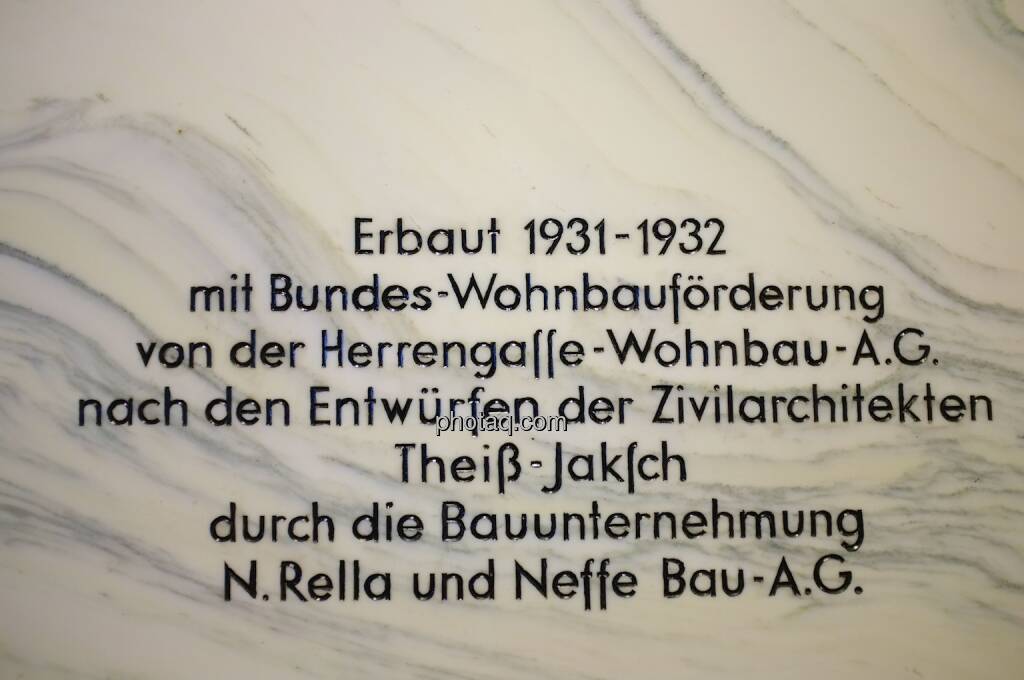 Erbaut 1931-1932
mit Bundes-Wohnbauförderung
von der Herrengaſſe-Wohnbau-A.G.
nach den Entwürfen der Zivilarchitekten
photaq.com
Theiß-Jakſch
durch die Bauunternehmung
N. Rella und Neffe Bau-A.G.